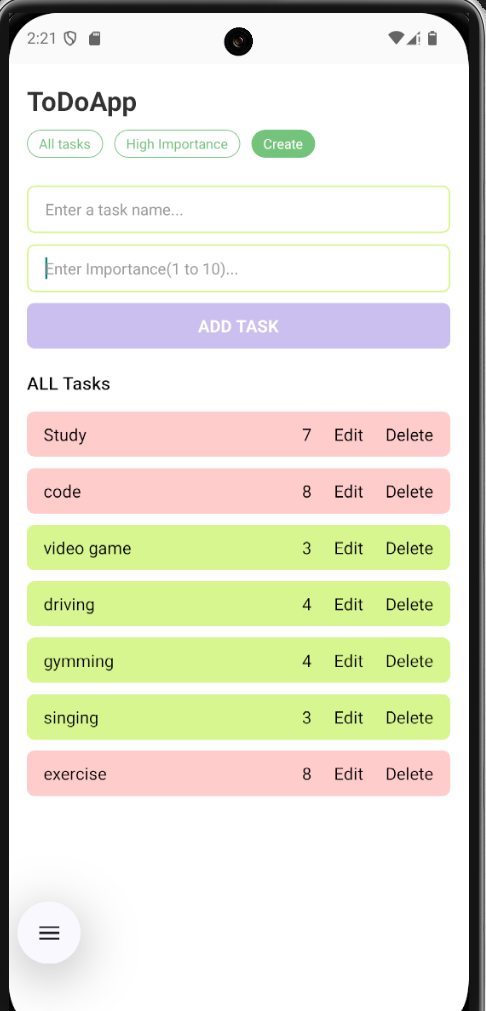 2:21
ToDoApp
All tasks High Importance Create
Enter a task name...
Enter Importance(1 to 10)...
ADD TASK
ALL Tasks
Study 7 Edit Delete
code 8 Edit Delete
video game 3 Edit Delete
driving 4 Edit Delete
gymming 4 Edit Delete
singing 3 Edit Delete
exercise 8 Edit Delete